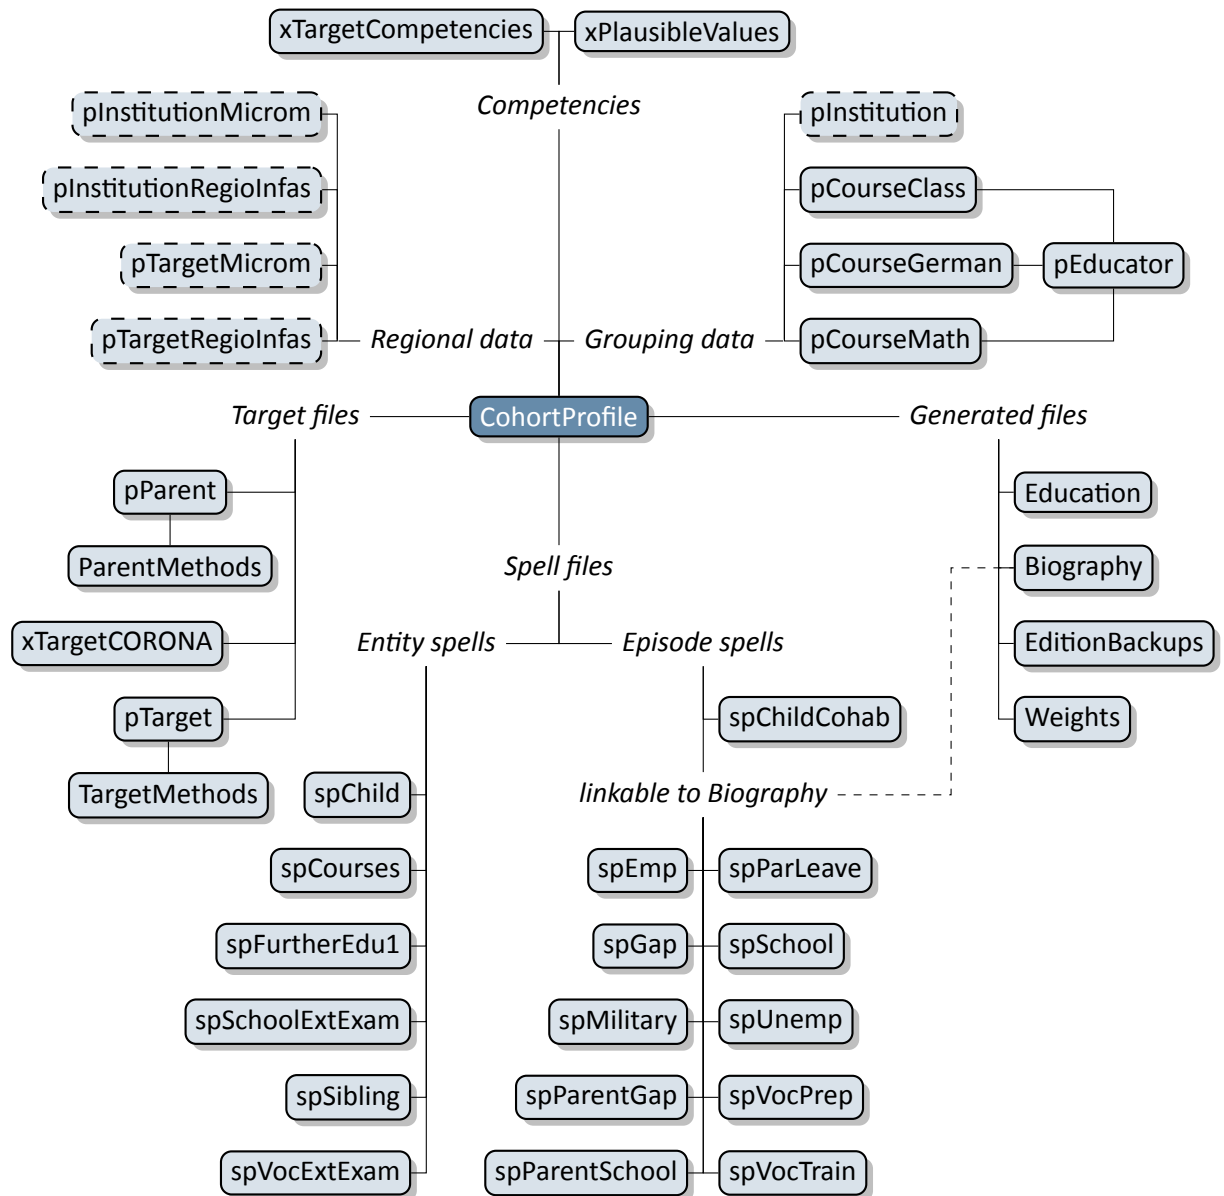 xTargetCompetencies
xPlausibleValues
Competencies
pInstitutionMicrom
pInstitutionRegioInfas
pTargetMicrom
pTargetRegioInfas
Regional data
Grouping data
pInstitution
pCourseClass
pCourseGerman
pCourseMath
pEducator
CohortProfile
Target files
pParent
ParentMethods
xTargetCORONA
pTarget
TargetMethods
Generated files
Education
Biography
EditionBackups
Weights
Spell files
Entity spells
spChild
spCourses
spFurtherEdu1
spSchoolExtExam
spSibling
spVocExtExam
Episode spells
spChildCohab
linkable to Biography
spEmp
spParLeave
spGap
spSchool
spMilitary
spUnemp
spParentGap
spVocPrep
spParentSchool
spVocTrain